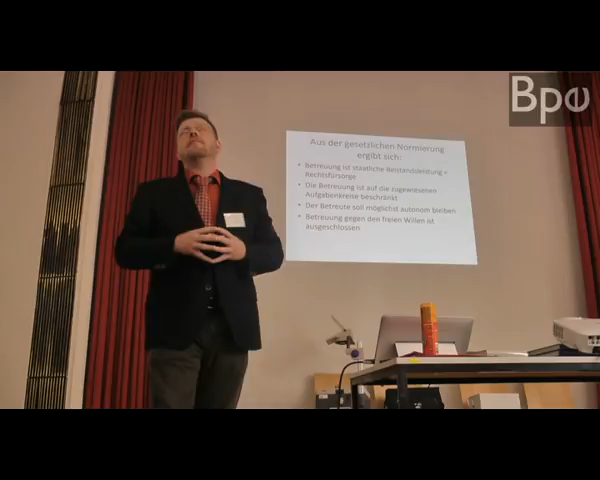 Bpe
Aus der gesetzlichen Normierung
ergibt sich:
• Betreuung ist staatliche Beistandsleistung =
Rechtsfürsorge
• Die Betreuung ist auf die zugewiesenen
Aufgabenkreise beschränkt
• Der Betreute soll möglichst autonom bleiben
• Betreuung gegen den freien Willen ist
ausgeschlossen